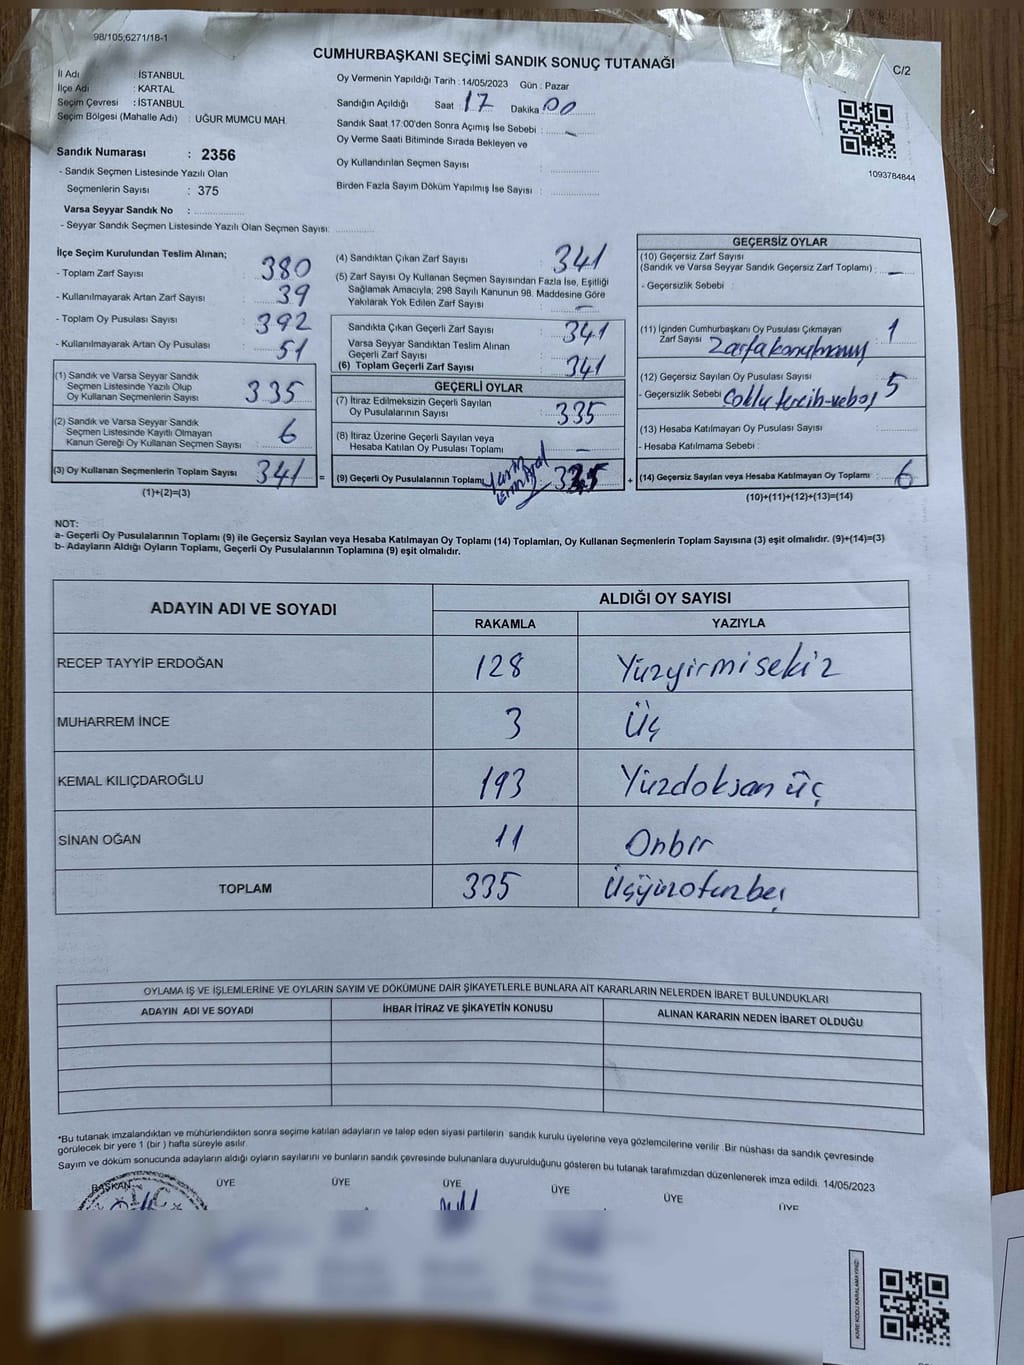 98/105;6271/18-1
CUMHURBAŞKANI SEÇİMİ SANDIK SONUÇ TUTANAĞI
C/2
İl Adı : İSTANBUL
İlçe Adı : KARTAL
Seçim Çevresi : İSTANBUL
Seçim Bölgesi (Mahalle Adı) : UĞUR MUMCU MAH.
Sandık Numarası : 2356
- Sandık Seçmen Listesinde Yazılı Olan
Seçmenlerin Sayısı : 375
Varsa Seyyar Sandık No :
- Seyyar Sandık Seçmen Listesinde Yazılı Olan Seçmen Sayısı:
Oy Vermenin Yapıldığı Tarih : 14/05/2023 Gün : Pazar
Sandığın Açıldığı Saat : 17 Dakika : 00
Sandık Saat 17:00'den Sonra Açımış İse Sebebi : -
Oy Verme Saati Bitiminde Sırada Bekleyen ve
Oy Kullandırılan Seçmen Sayısı :
Birden Fazla Sayım Döküm Yapılmış İse Sayısı :
1093784844
İlçe Seçim Kurulundan Teslim Alınan;
- Toplam Zarf Sayısı : 380
- Kullanılmayarak Artan Zarf Sayısı : 39
- Toplam Oy Pusulası Sayısı : 392
- Kullanılmayarak Artan Oy Pusulası : 51
(1) Sandık ve Varsa Seyyar Sandık
Seçmen Listesinde Yazılı Olup
Oy Kullanan Seçmenlerin Sayısı : 335
(2) Sandık ve Varsa Seyyar Sandık
Seçmen Listesinde Kayıtlı Olmayan
Kanun Gereği Oy Kullanan Seçmen Sayısı : 6
(3) Oy Kullanan Seçmenlerin Toplam Sayısı : 341 =
(1)+(2)=(3)
(4) Sandıktan Çıkan Zarf Sayısı : 341
(5) Zarf Sayısı Oy Kullanan Seçmen Sayısından Fazla İse, Eşitliği
Sağlamak Amacıyla; 298 Sayılı Kanunun 98. Maddesine Göre
Yakılarak Yok Edilen Zarf Sayısı : -
Sandıkta Çıkan Geçerli Zarf Sayısı : 341
Varsa Seyyar Sandıktan Teslim Alınan
Geçerli Zarf Sayısı :
(6) Toplam Geçerli Zarf Sayısı : 341
GEÇERLİ OYLAR
(7) İtiraz Edilmeksizin Geçerli Sayılan
Oy Pusulalarının Sayısı : 335
(8) İtiraz Üzerine Geçerli Sayılan veya
Hesaba Katılan Oy Pusulası Toplamı : -
(9) Geçerli Oy Pusulalarının Toplamı 335 +
GEÇERSİZ OYLAR
(10) Geçersiz Zarf Sayısı
(Sandık ve Varsa Seyyar Sandık Geçersiz Zarf Toplamı) : -
- Geçersizlik Sebebi :
(11) İçinden Cumhurbaşkanı Oy Pusulası Çıkmayan
Zarf Sayısı : 1
(12) Geçersiz Sayılan Oy Pusulası Sayısı : 5
- Geçersizlik Sebebi Çoklu tercih-veboş
(13) Hesaba Katılmayan Oy Pusulası Sayısı :
- Hesaba Katılmama Sebebi :
(14) Geçersiz Sayılan veya Hesaba Katılmayan Oy Toplamı : 6
(10)+(11)+(12)+(13)=(14)
NOT:
a- Geçerli Oy Pusulalarının Toplamı (9) ile Geçersiz Sayılan veya Hesaba Katılmayan Oy Toplamı (14) Toplamları, Oy Kullanan Seçmenlerin Toplam Sayısına (3) eşit olmalıdır. (9)+(14)=(3)
b- Adayların Aldığı Oyların Toplamı, Geçerli Oy Pusulalarının Toplamına (9) eşit olmalıdır.
ADAYIN ADI VE SOYADI ALDIĞI OY SAYISI
RAKAMLA YAZIYLA
RECEP TAYYİP ERDOĞAN 128 Yüzyirmisekiz
MUHARREM İNCE 3 Üç
KEMAL KILIÇDAROĞLU 193 Yüzdoksan üç
SİNAN OĞAN 11 Onbir
TOPLAM 335 Üçyüzotuzbeş
OYLAMA İŞ VE İŞLEMLERİNE VE OYLARIN SAYIM VE DÖKÜMÜNE DAİR ŞİKAYETLERLE BUNLARA AİT KARARLARIN NELERDEN İBARET BULUNDUKLARI
ADAYIN ADI VE SOYADI İHBAR İTİRAZ VE ŞİKAYETİN KONUSU ALINAN KARARIN NEDEN İBARET OLDUĞU
*Bu tutanak imzalandıktan ve mühürlendikten sonra seçime katılan adayların ve talep eden siyasi partilerin sandık kurulu üyelerine veya gözlemcilerine verilir. Bir nüshası da sandık çevresinde
görülecek bir yere 1 (bir ) hafta süreyle asılır.
Sayım ve döküm sonucunda adayların aldığı oyların sayılarını ve bunların sandık çevresinde bulunanlara duyurulduğunu gösteren bu tutanak tarafımızdan düzenlenerek imza edildi. 14/05/2023
BAŞKAN ÜYE ÜYE ÜYE ÜYE ÜYE ÜYE
KARE KODU KARALAMAYINIZ!